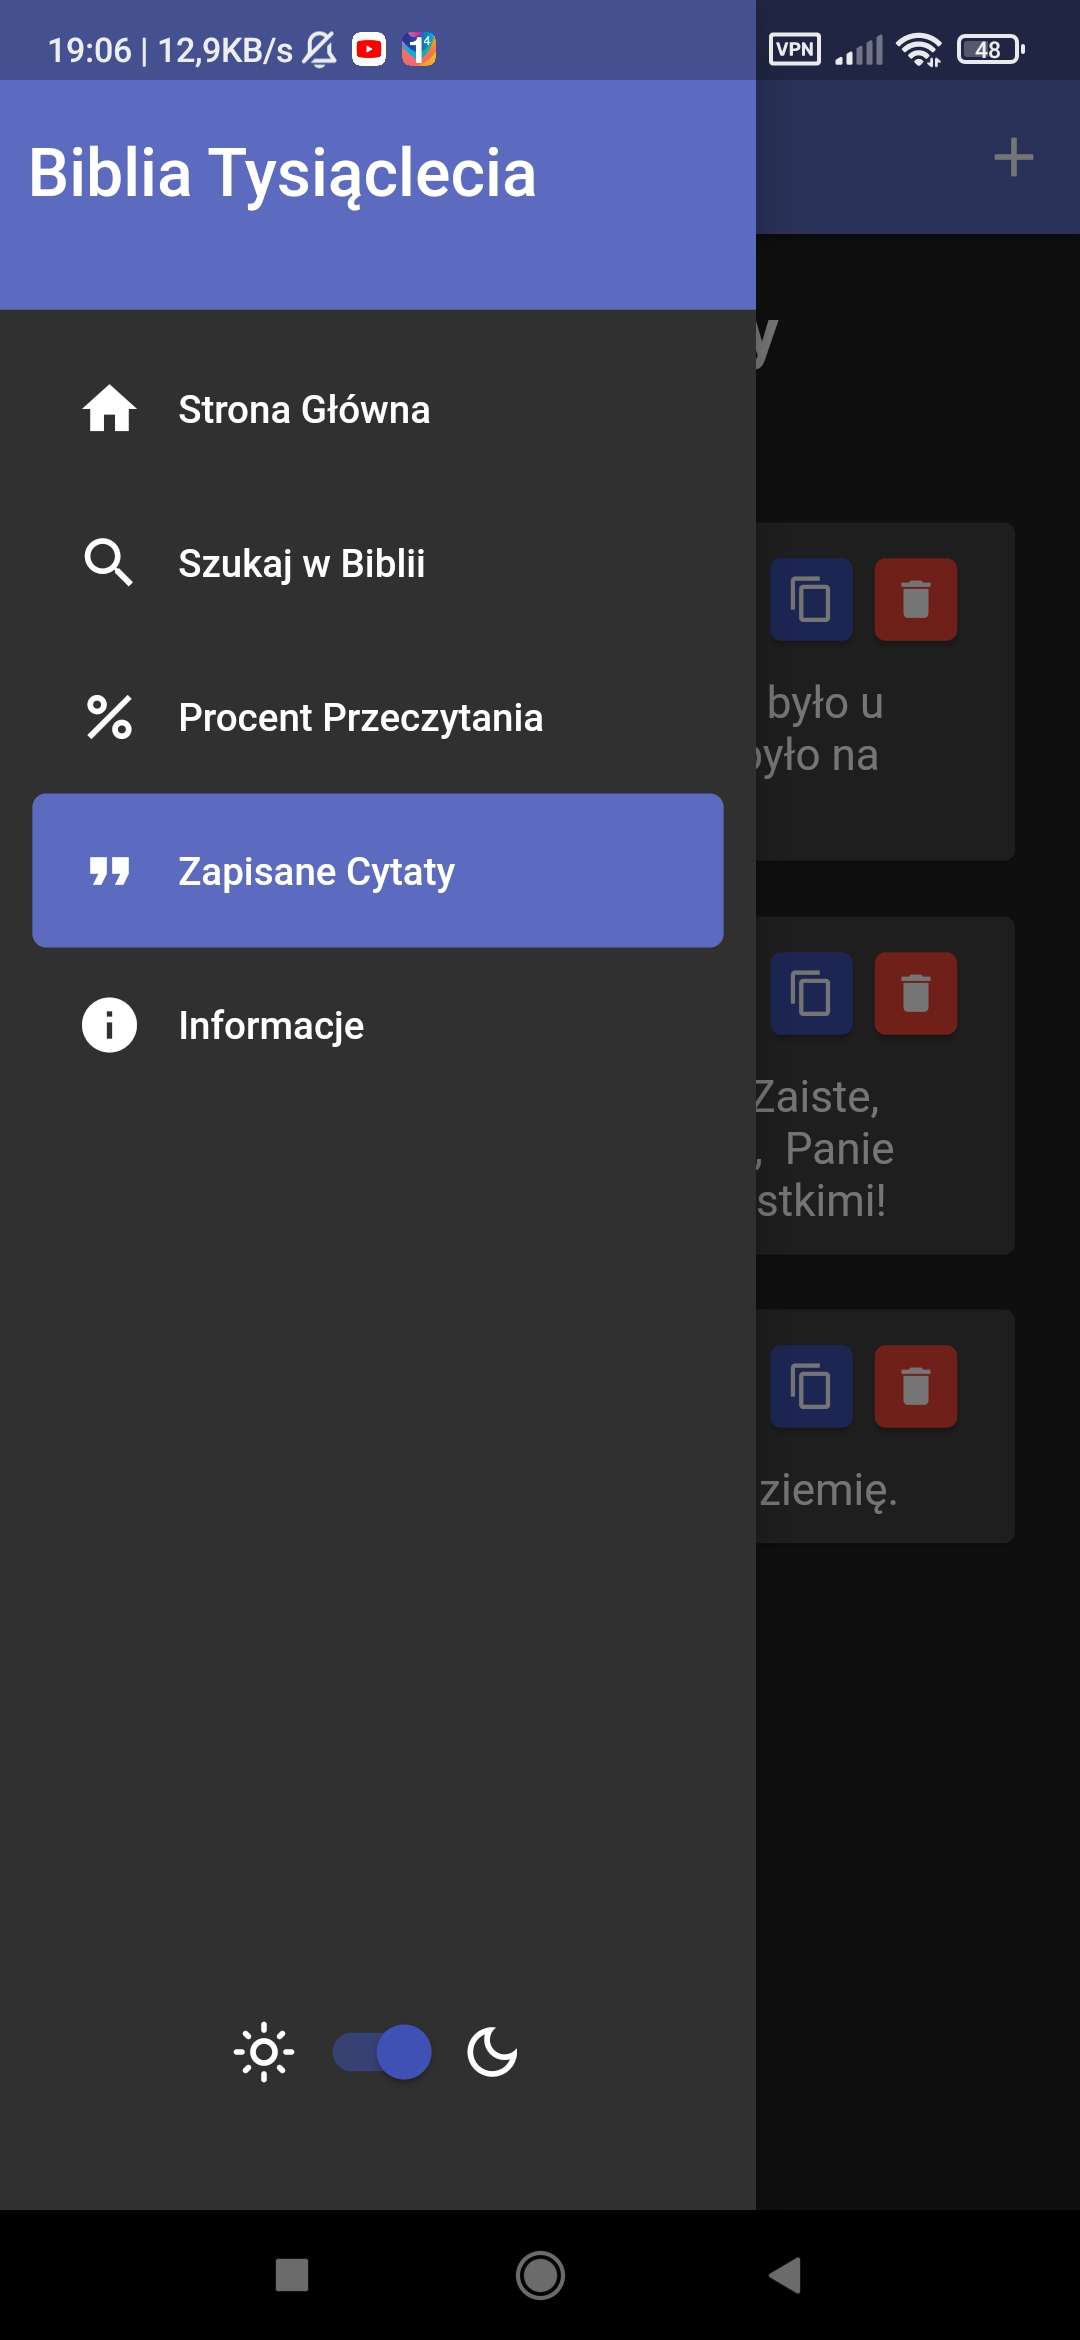 19:06 | 12,9KB/s
VPN
48
Biblia Tysiąclecia
Strona Główna
Szukaj w Biblii
Procent Przeczytania
Zapisane Cytaty
Informacje
było u
było na
Zaiste,
, Panie
stkimi!
ziemię.